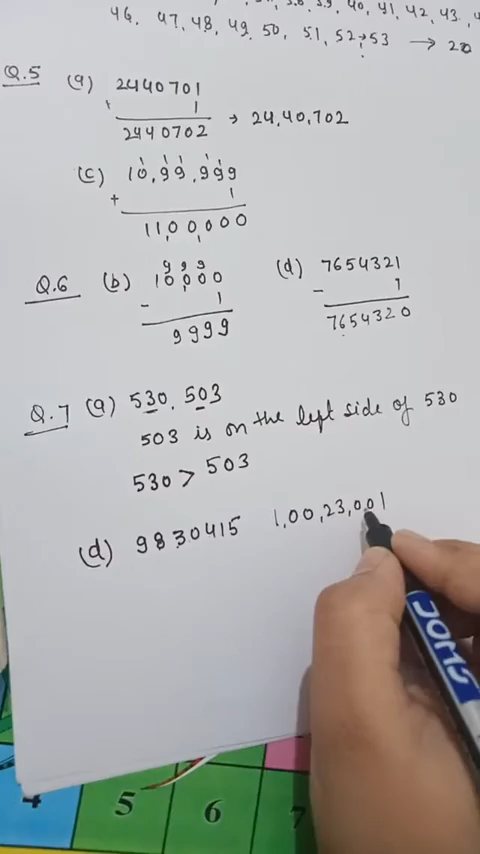 46, 47, 48, 49, 50, 51, 52, 53 → 20
Q.5 (a) 2440701
+ 1
2440702 → 24,40,702
(c) 10,99,999
+ 1
11,00,000
Q.6 (b) 10,000
- 1
9999
(d) 7654321
- 1
7654320
Q.7 (a) 530, 503
503 is on the left side of 530
530 > 503
(d) 9830415 1,00,23,001
DOMS
5 6 7